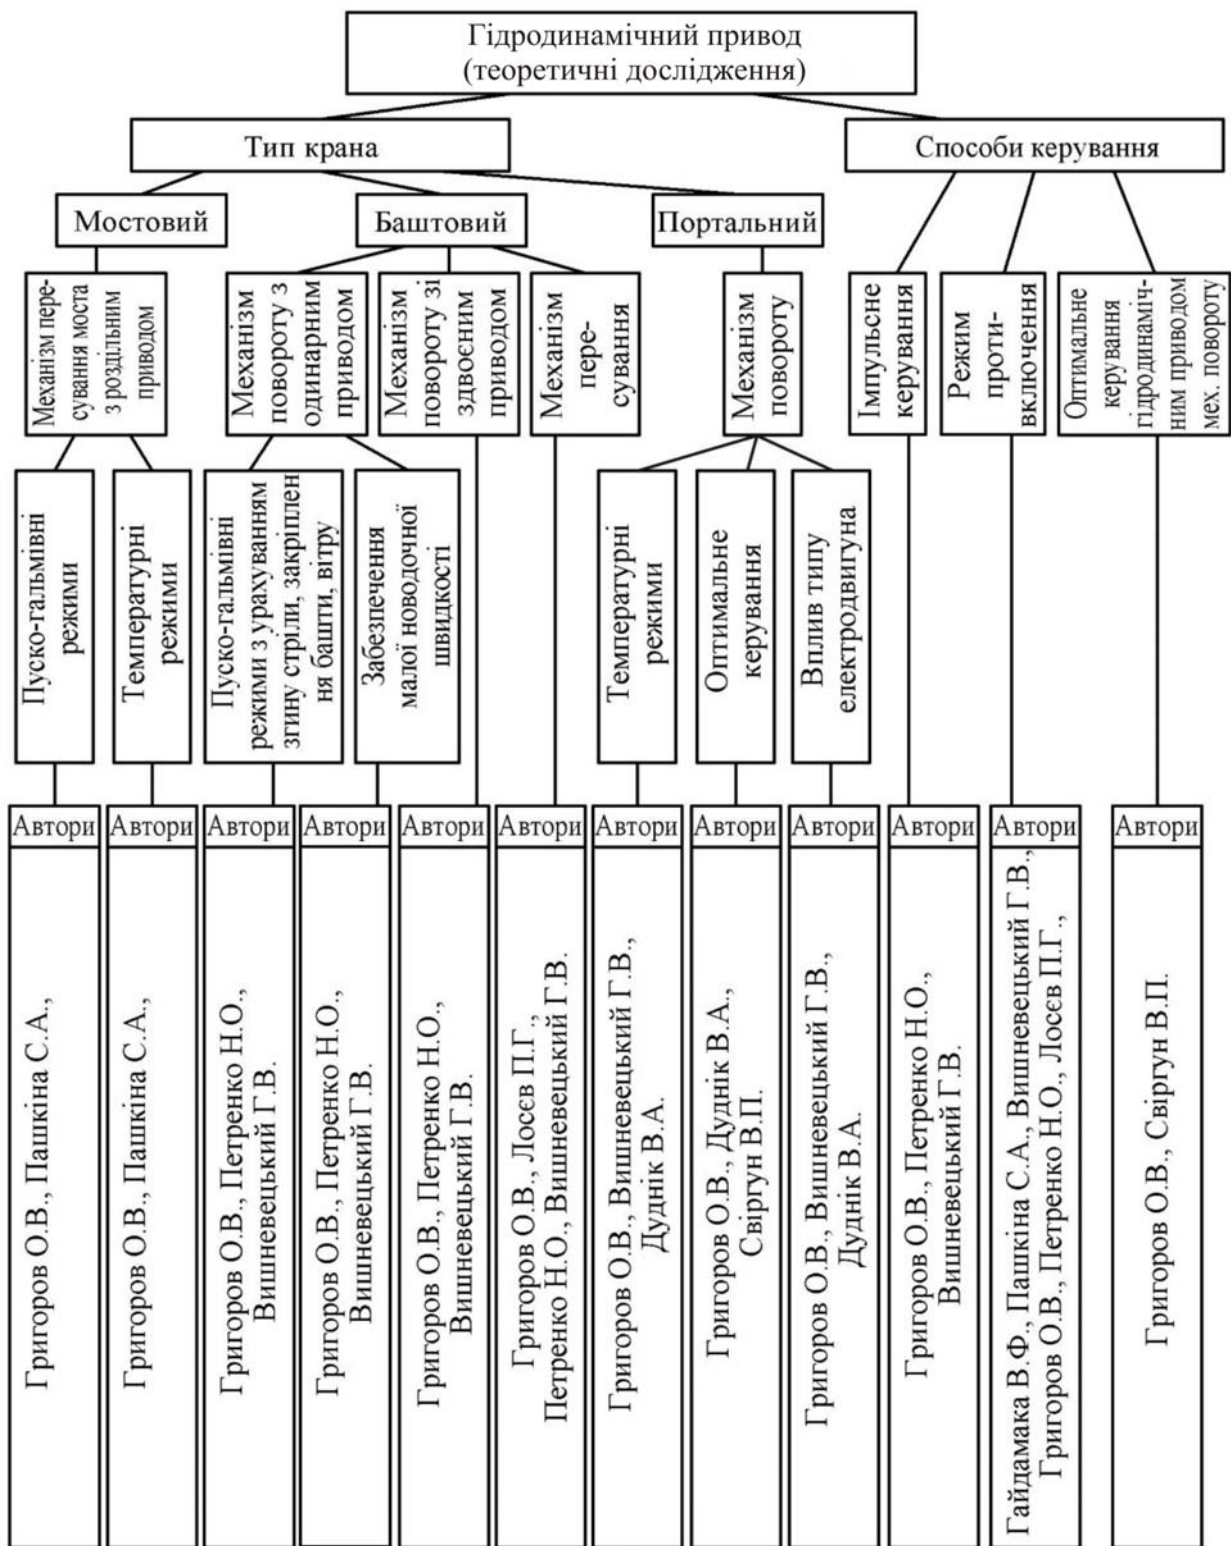 Гідродинамічний привод
(теоретичні дослідження)
Тип крана
Способи керування
Мостовий
Баштовий
Портальний
Механізм пере-
сування моста
з роздільним
приводом
Механізм
повороту з
одинарним
приводом
Механізм
повороту зі
здвоєним
приводом
Механізм
пере-
сування
Механізм
повороту
Імпульсне
керування
Режим
проти-
включення
Оптимальне
керування
гідродинаміч-
ним приводом
мех. повороту
Пуско-гальмівні
режими
Температурні
режими
Пуско-гальмівні
режими з урахуванням
згину стріли, закріплен
ня башти, вітру
Забезпечення
малої новодочної
швидкості
Температурні
режими
Оптимальне
керування
Вплив типу
електродвигуна
Автори
Автори
Автори
Автори
Автори
Автори
Автори
Автори
Автори
Автори
Автори
Автори
Григоров О.В., Пашкіна С.А.,
Григоров О.В., Пашкіна С.А.,
Григоров О.В., Петренко Н.О.,
Вишневецький Г.В.
Григоров О.В., Петренко Н.О.,
Вишневецький Г.В.
Григоров О.В., Петренко Н.О.,
Вишневецький Г.В.
Григоров О.В., Лосєв П.Г.,
Петренко Н.О., Вишневецький Г.В.
Григоров О.В., Вишневецький Г.В.,
Дуднік В.А.
Григоров О.В., Дуднік В.А.,
Свіргун В.П.
Григоров О.В., Вишневецький Г.В.,
Дуднік В.А.
Григоров О.В., Петренко Н.О.,
Вишневецький Г.В.
Гайдамака В.Ф., Пашкіна С.А., Вишневецький Г.В.,
Григоров О.В., Петренко Н.О., Лосєв П.Г.,
Григоров О.В., Свіргун В.П.